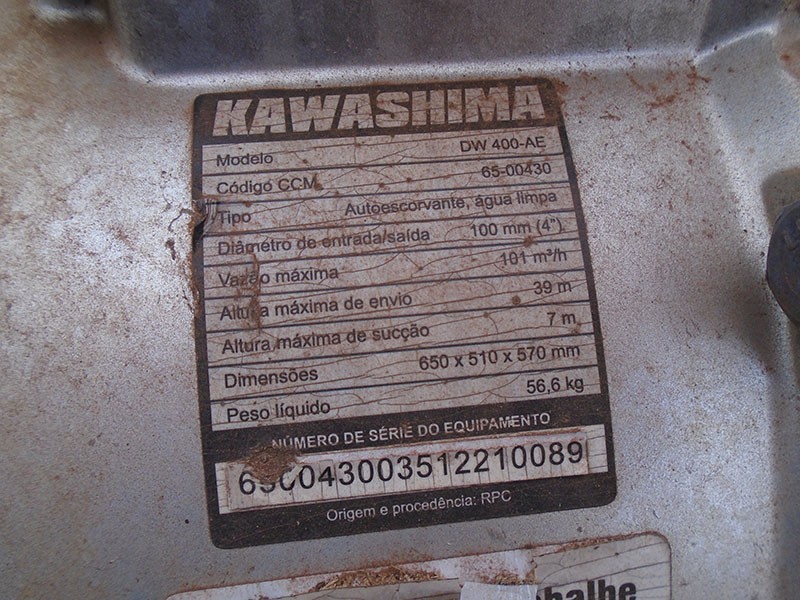 KAWASHIMA
Modelo DW 400-AE
Código CCM 65-00430
Tipo Autoescorvante, água limpa
Diâmetro de entrada/saída 100 mm (4")
Vazão máxima 101 m³/h
Altura máxima de envio 39 m
Altura máxima de sucção 7 m
Dimensões 650 x 510 x 570 mm
Peso líquido 56,6 kg
NÚMERO DE SÉRIE DO EQUIPAMENTO
650043003512210089
Origem e procedência: RPC